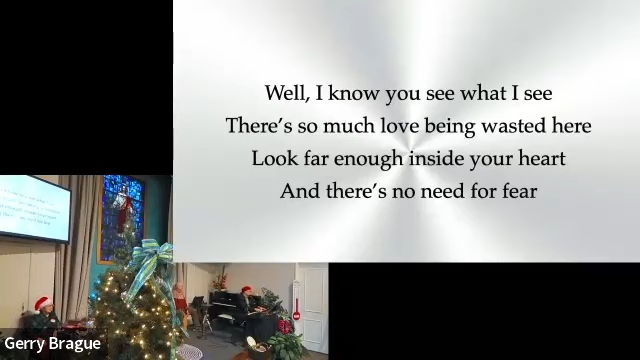 Well, I know you see what I see
There's so much love being wasted here
Look far enough inside your heart
And there's no need for fear
Gerry Brague